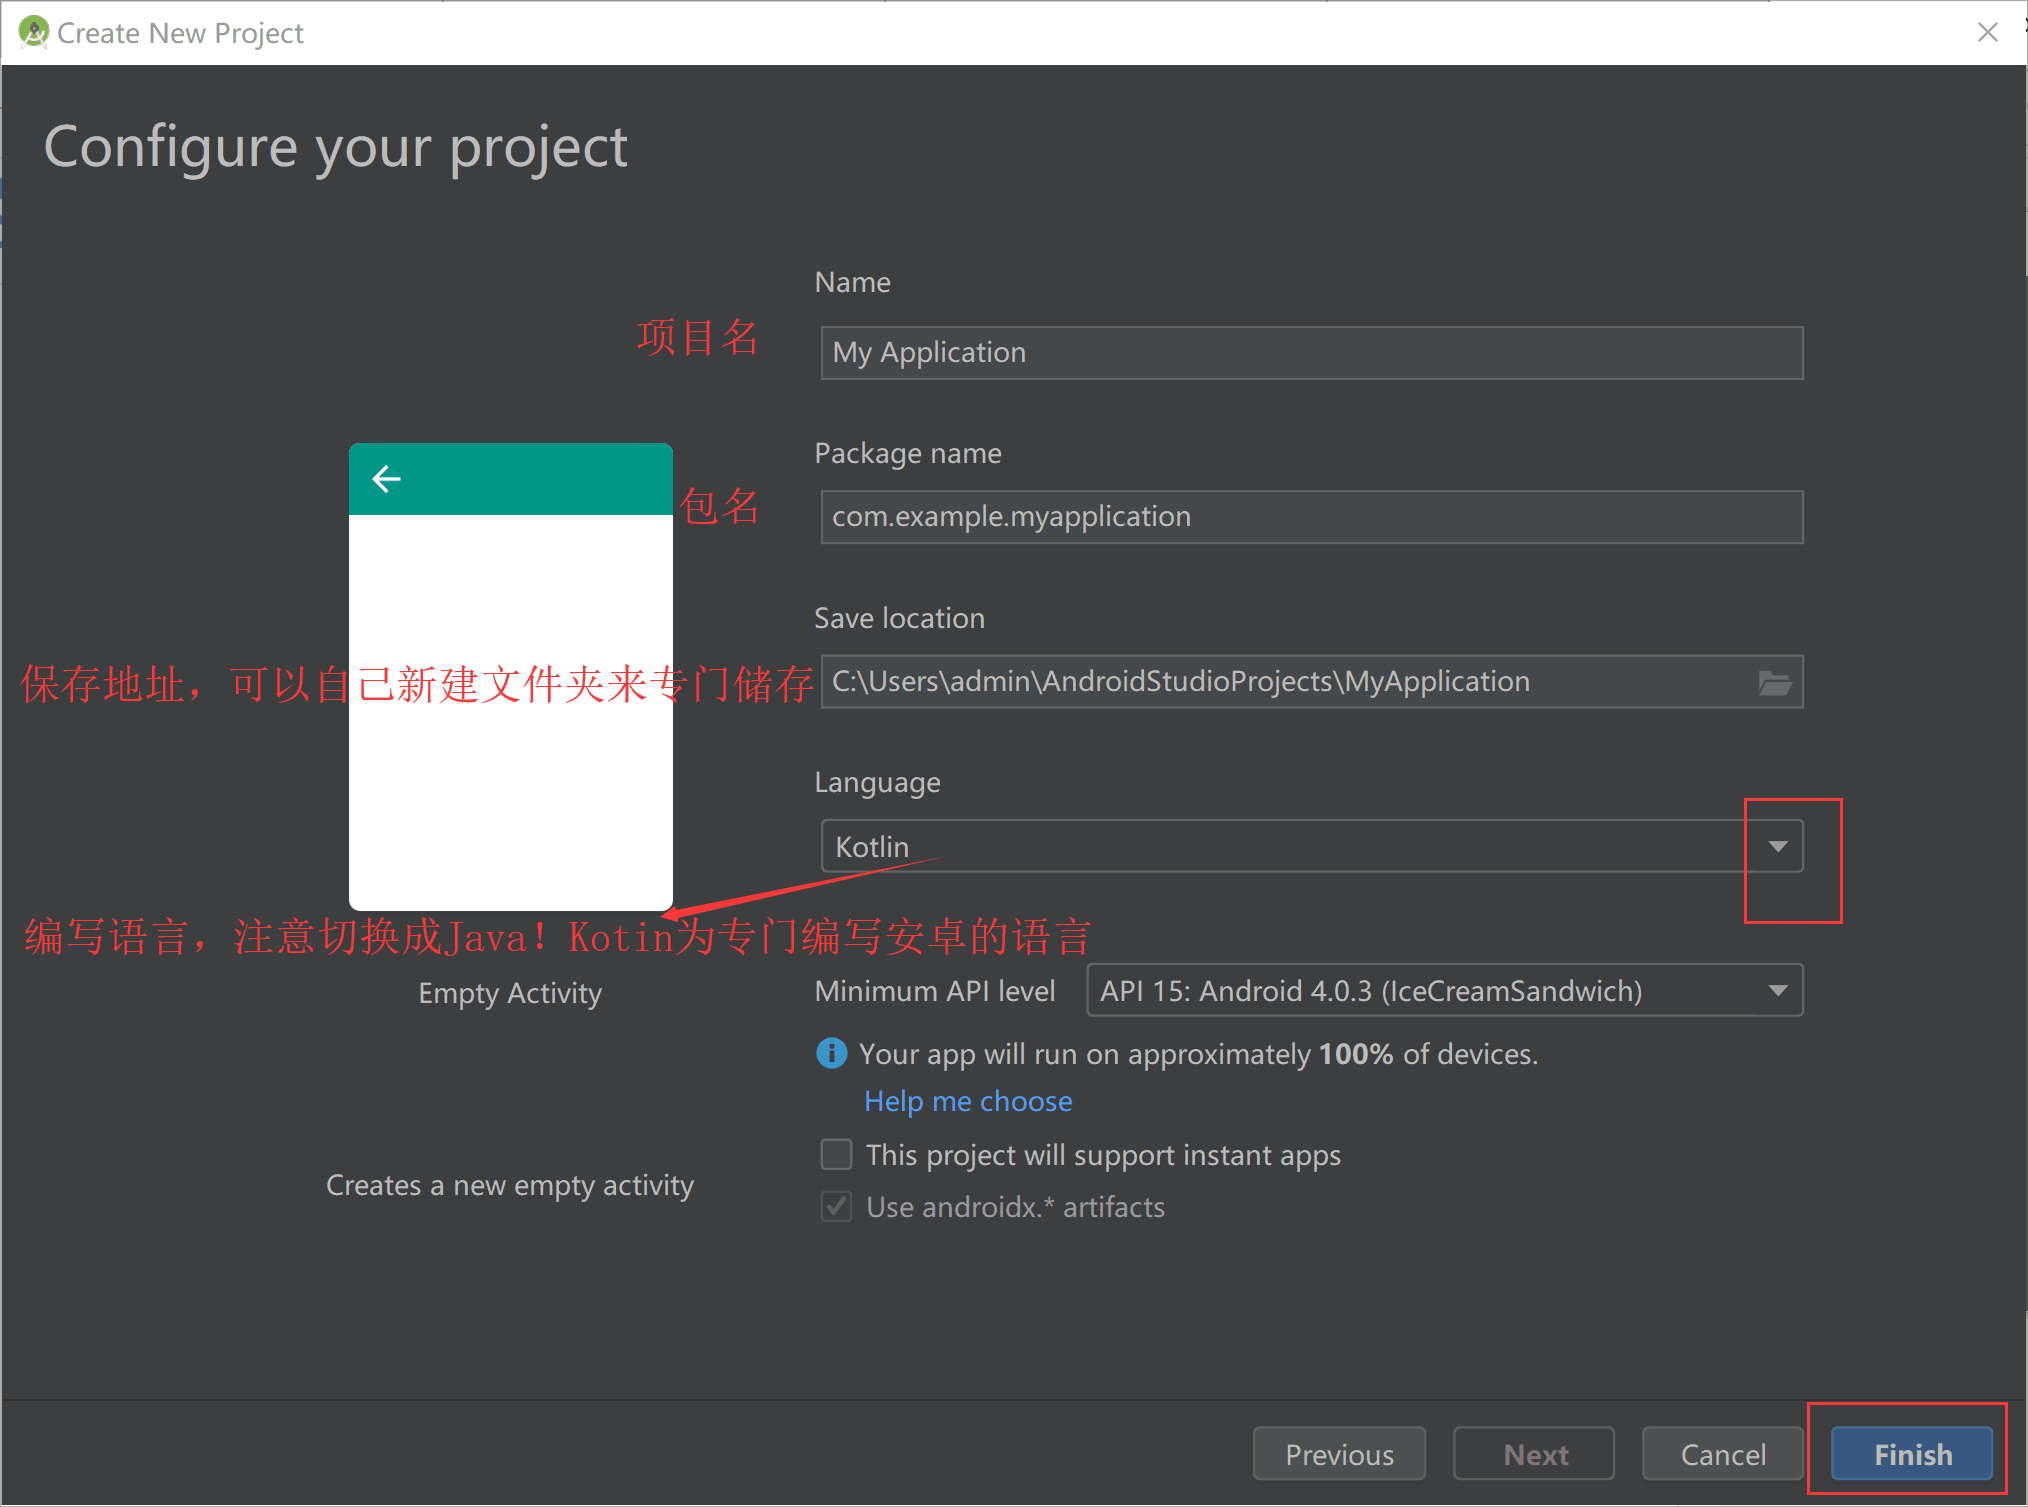 Create New Project
Configure your project
Name
项目名
My Application
Package name
包名
com.example.myapplication
Save location
保存地址，可以自己新建文件夹来专门储存
C:\Users\admin\AndroidStudioProjects\MyApplication
Language
Kotlin
编写语言，注意切换成Java！Kotin为专门编写安卓的语言
Empty Activity
Minimum API level
API 15: Android 4.0.3 (IceCreamSandwich)
Your app will run on approximately 100% of devices.
Help me choose
This project will support instant apps
Creates a new empty activity
Use androidx.* artifacts
Previous
Next
Cancel
Finish